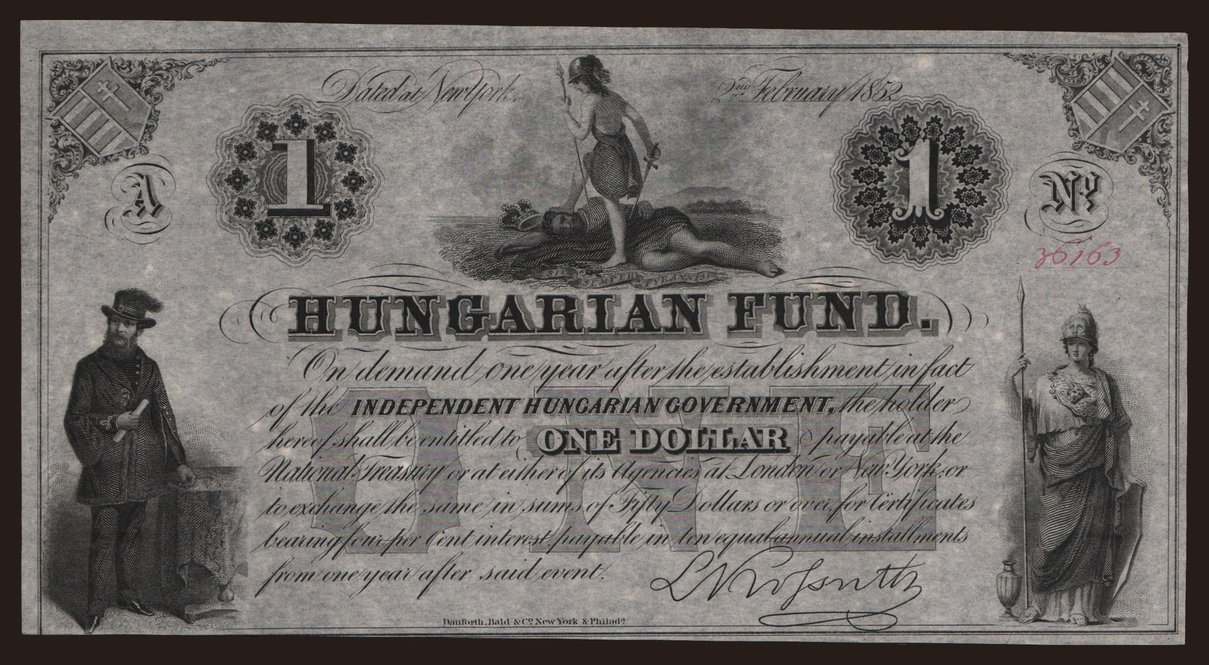 Dated at New York. 2nd February 1852
1 1
A No
36163
HUNGARIAN FUND.
On demand one year after the establishment in fact
of the INDEPENDENT HUNGARIAN GOVERNMENT, the holder
hereof shall be entitled to ONE DOLLAR payable at the
National Treasury or at either of its Agencies at London or New York, or
to exchange the same in sums of Fifty Dollars or over for Certificates
bearing four per Cent interest payable in ten equal annual installments
from one year after said event.
ONE
L Kossuth
Danforth, Bald & Co. New York & Philada.